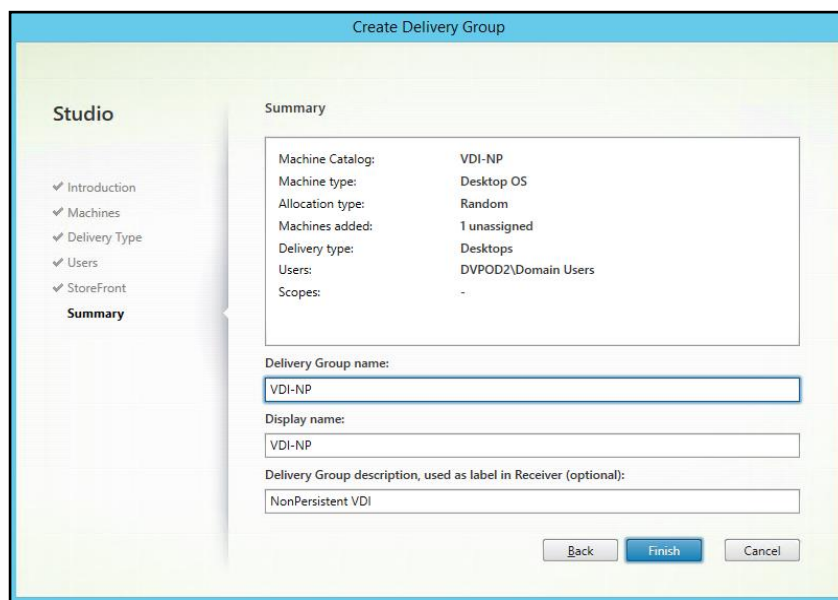 Create Delivery Group
Studio
Introduction
Machines
Delivery Type
Users
StoreFront
Summary
Summary
Machine Catalog: VDI-NP
Machine type: Desktop OS
Allocation type: Random
Machines added: 1 unassigned
Delivery type: Desktops
Users: DVPOD2\Domain Users
Scopes: -
Delivery Group name:
VDI-NP
Display name:
VDI-NP
Delivery Group description, used as label in Receiver (optional):
NonPersistent VDI
Back Finish Cancel